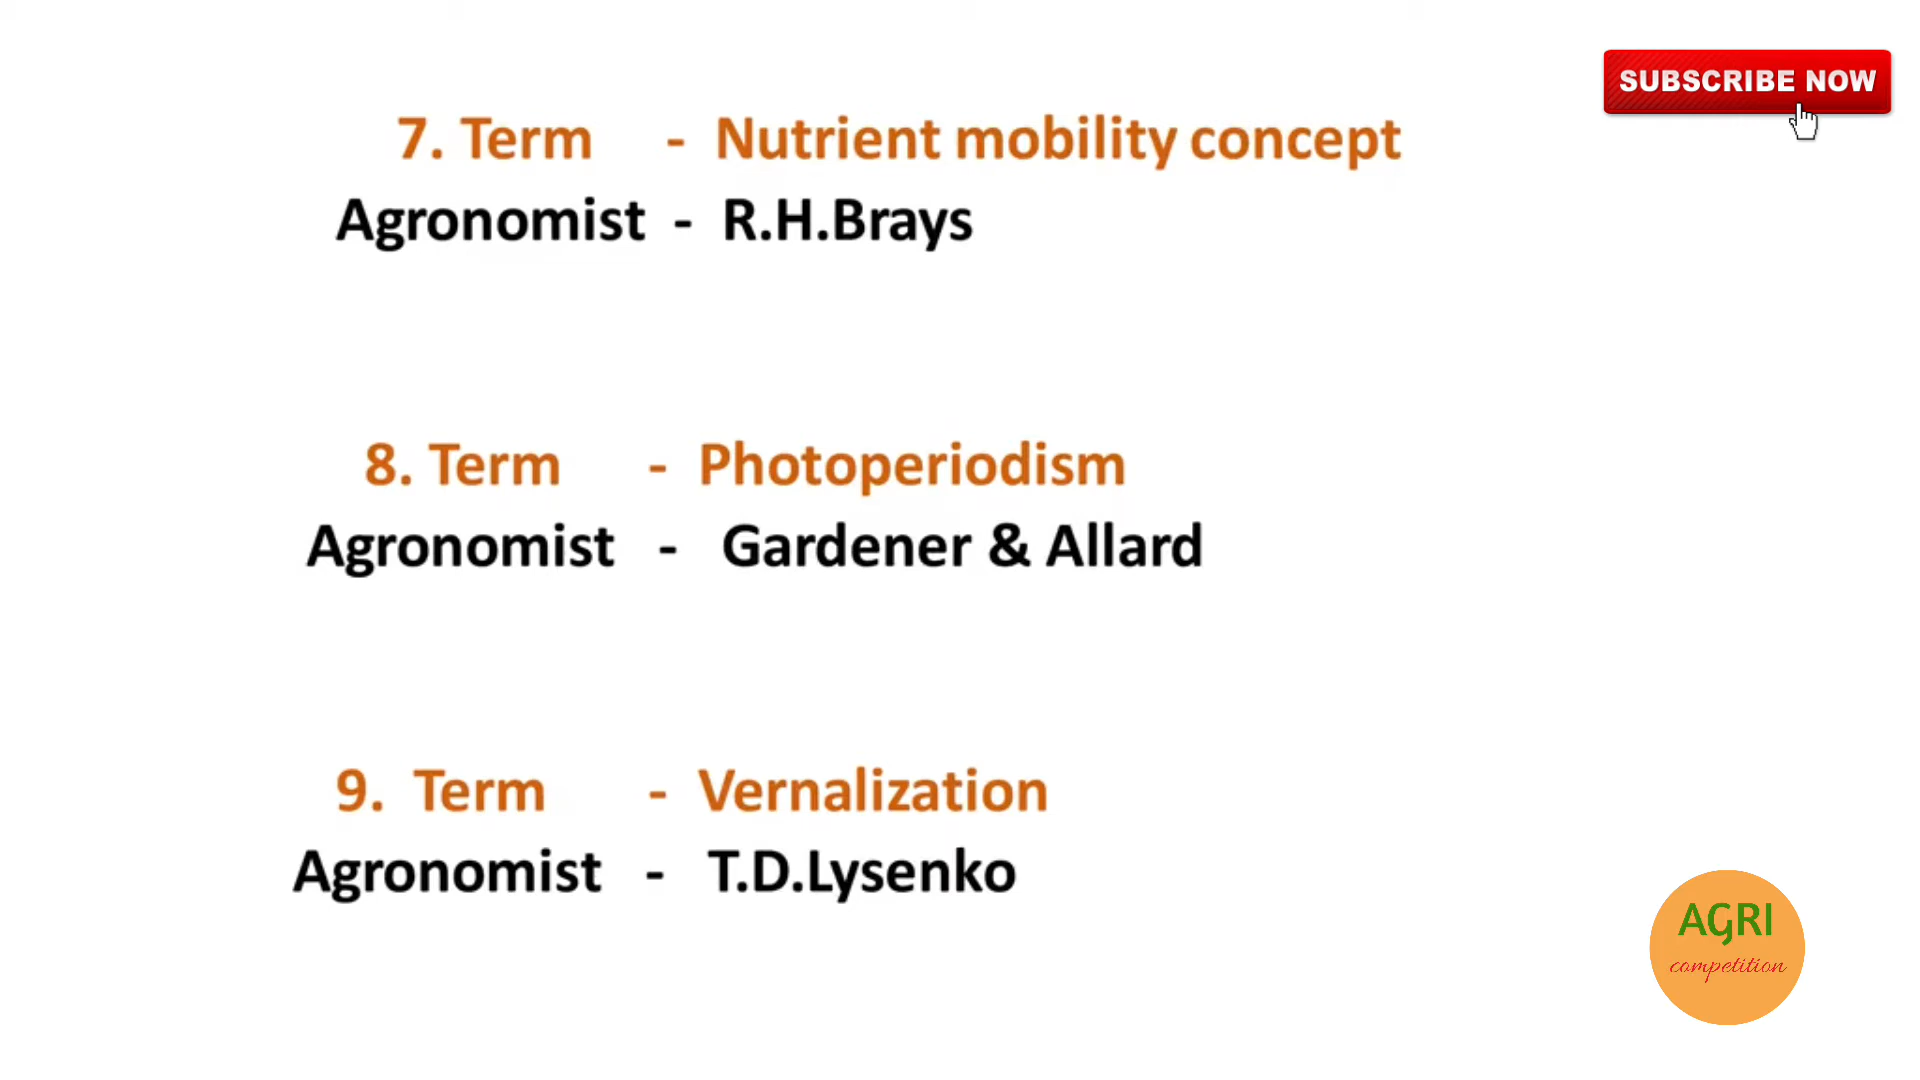 SUBSCRIBE NOW
7. Term - Nutrient mobility concept
Agronomist - R.H.Brays
8. Term - Photoperiodism
Agronomist - Gardener & Allard
9. Term - Vernalization
Agronomist - T.D.Lysenko
AGRI
competition